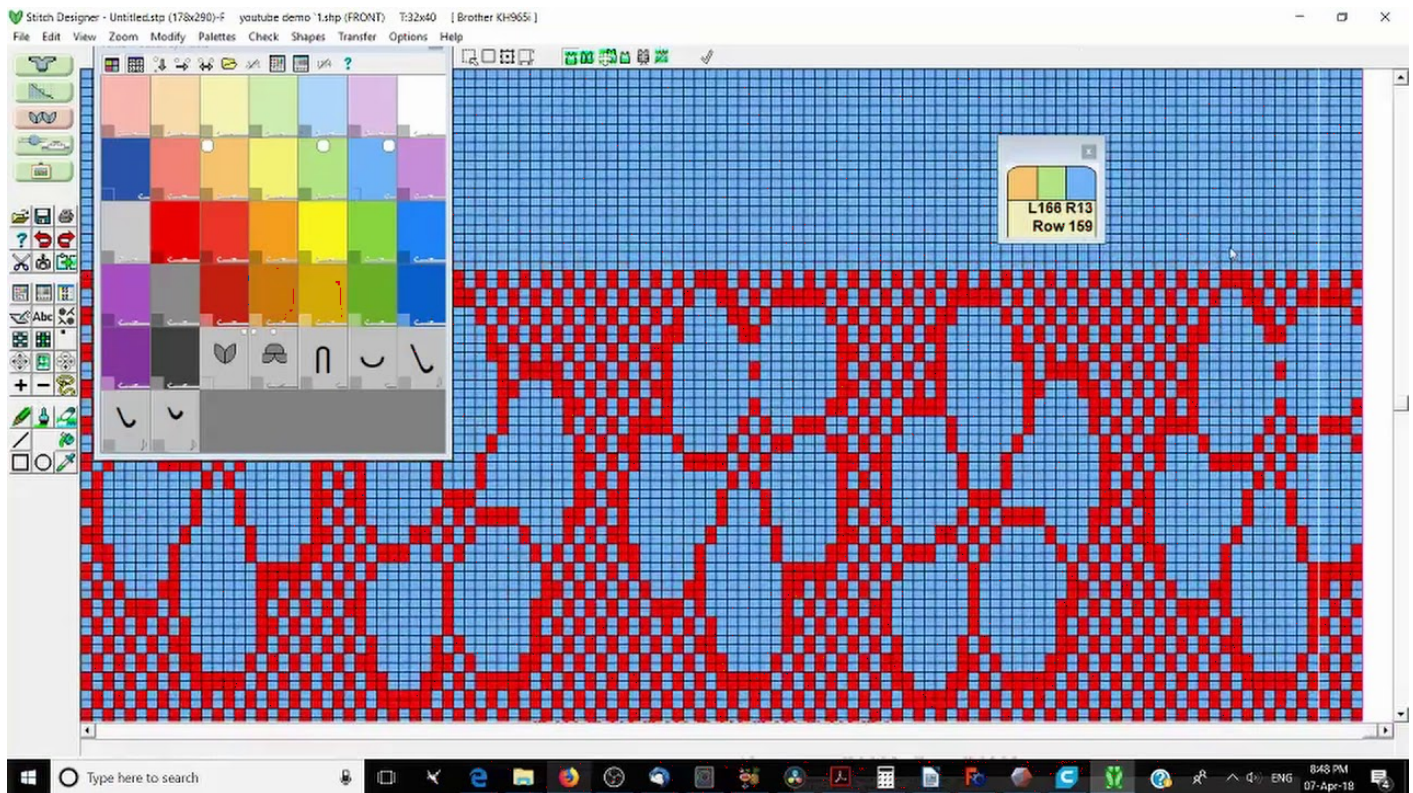 Stitch Designer - Untitled.stp (178x290)-F youtube demo `1.shp (FRONT) T:32x40 [ Brother KH965i ]
File Edit View Zoom Modify Palettes Check Shapes Transfer Options Help
L166 R13
Row 159
Abc
Type here to search
ENG
8:48 PM
07-Apr-18
4